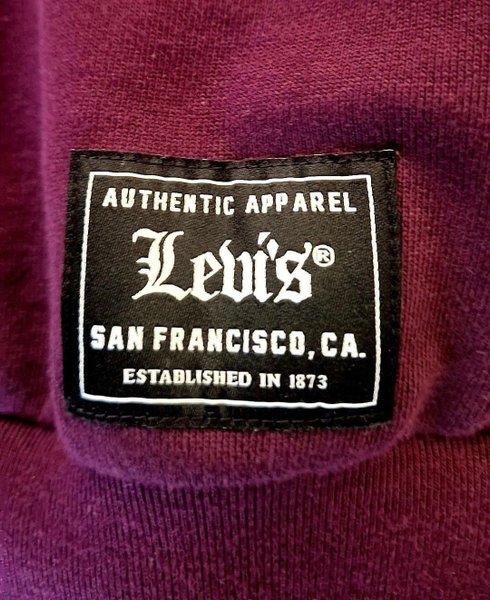 AUTHENTIC APPAREL
Levi's®
SAN FRANCISCO, CA.
ESTABLISHED IN 1873